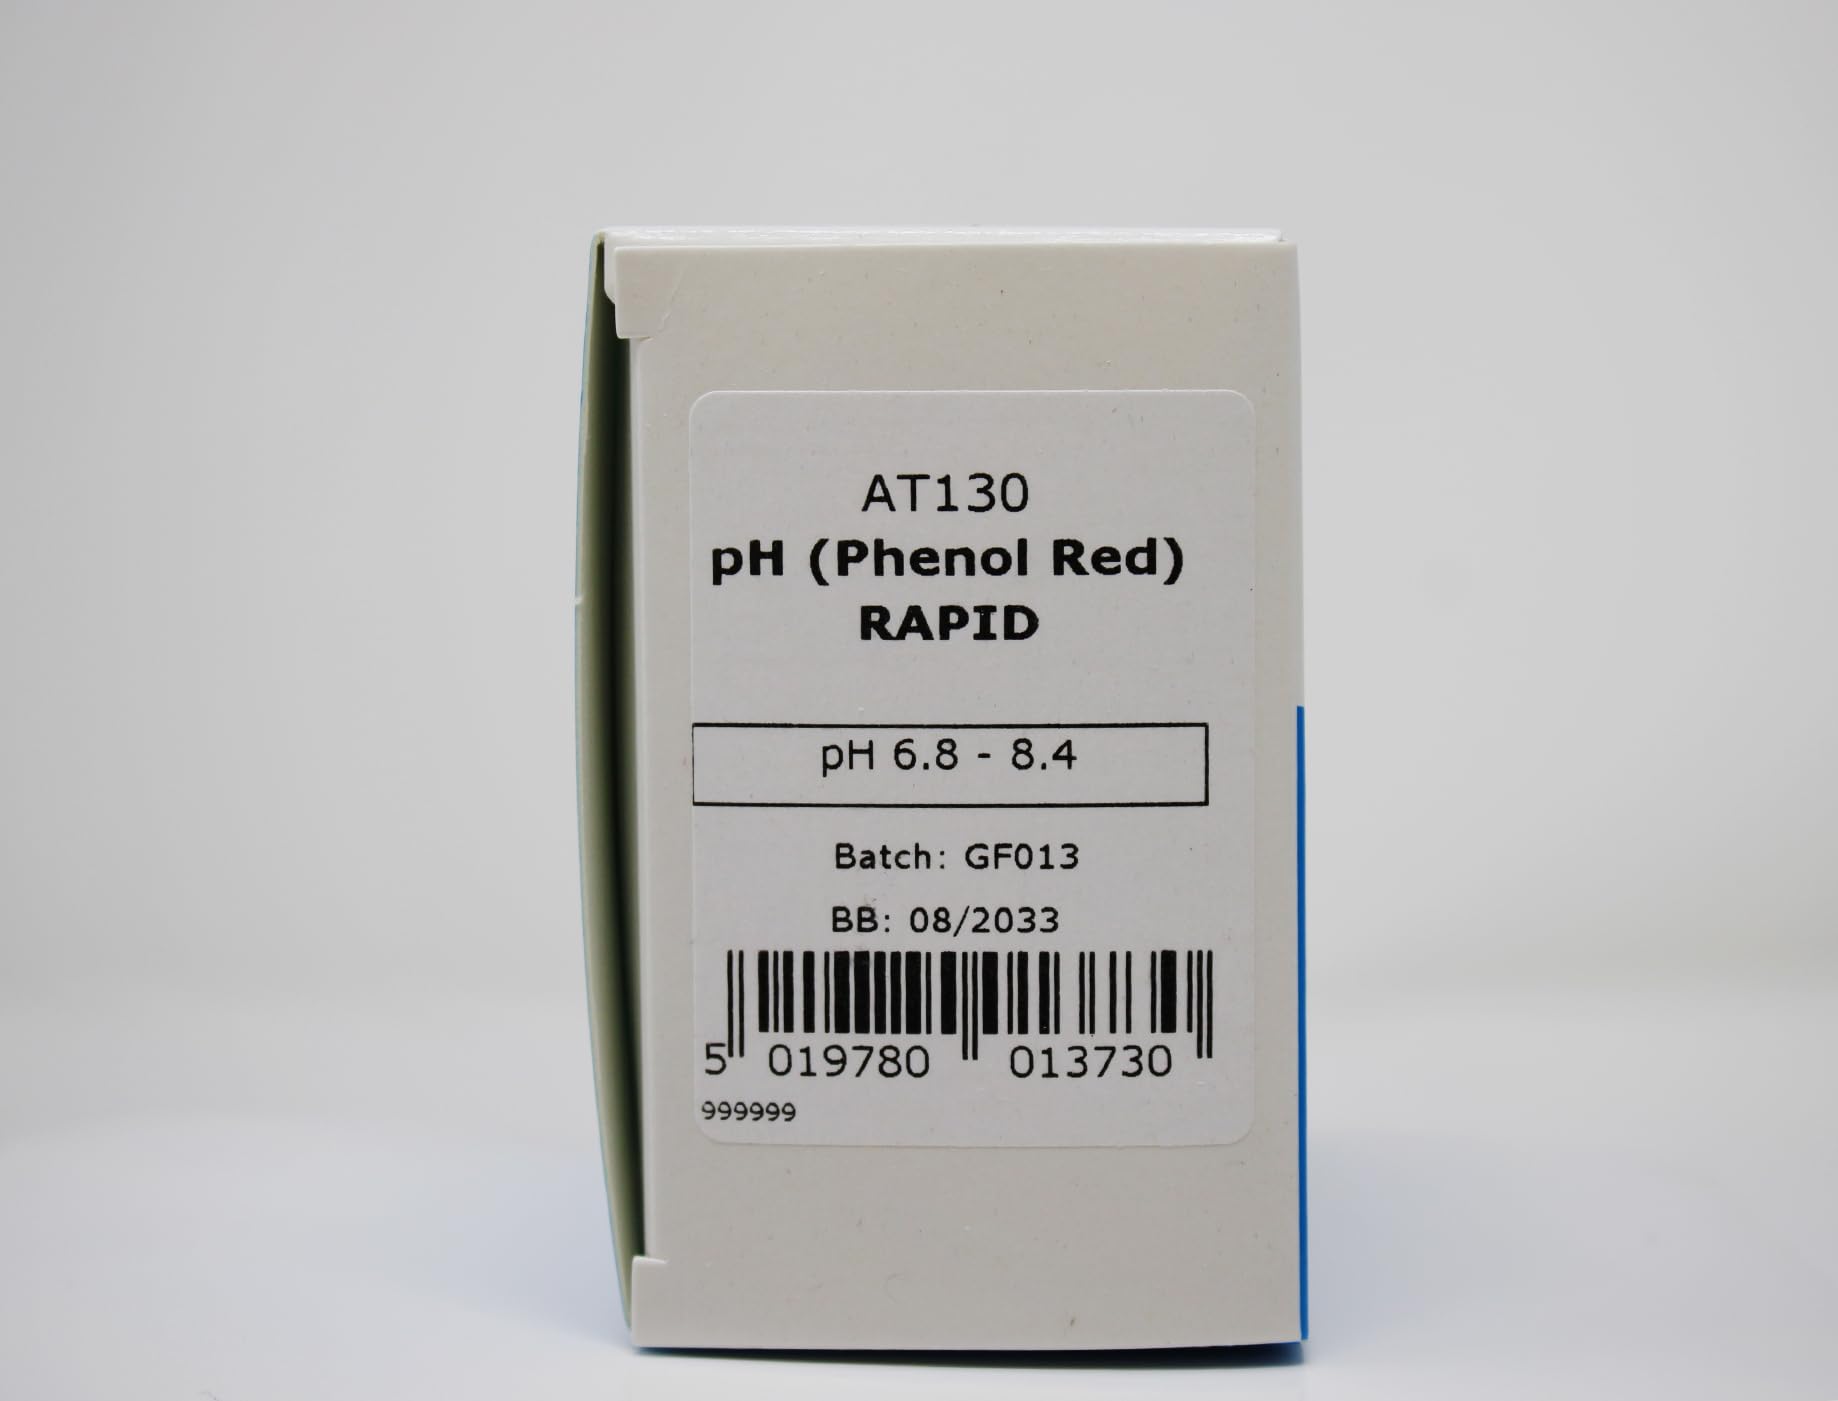 AT130
pH (Phenol Red)
RAPID
pH 6.8 - 8.4
Batch: GF013
BB: 08/2033
5 019780 013730
999999